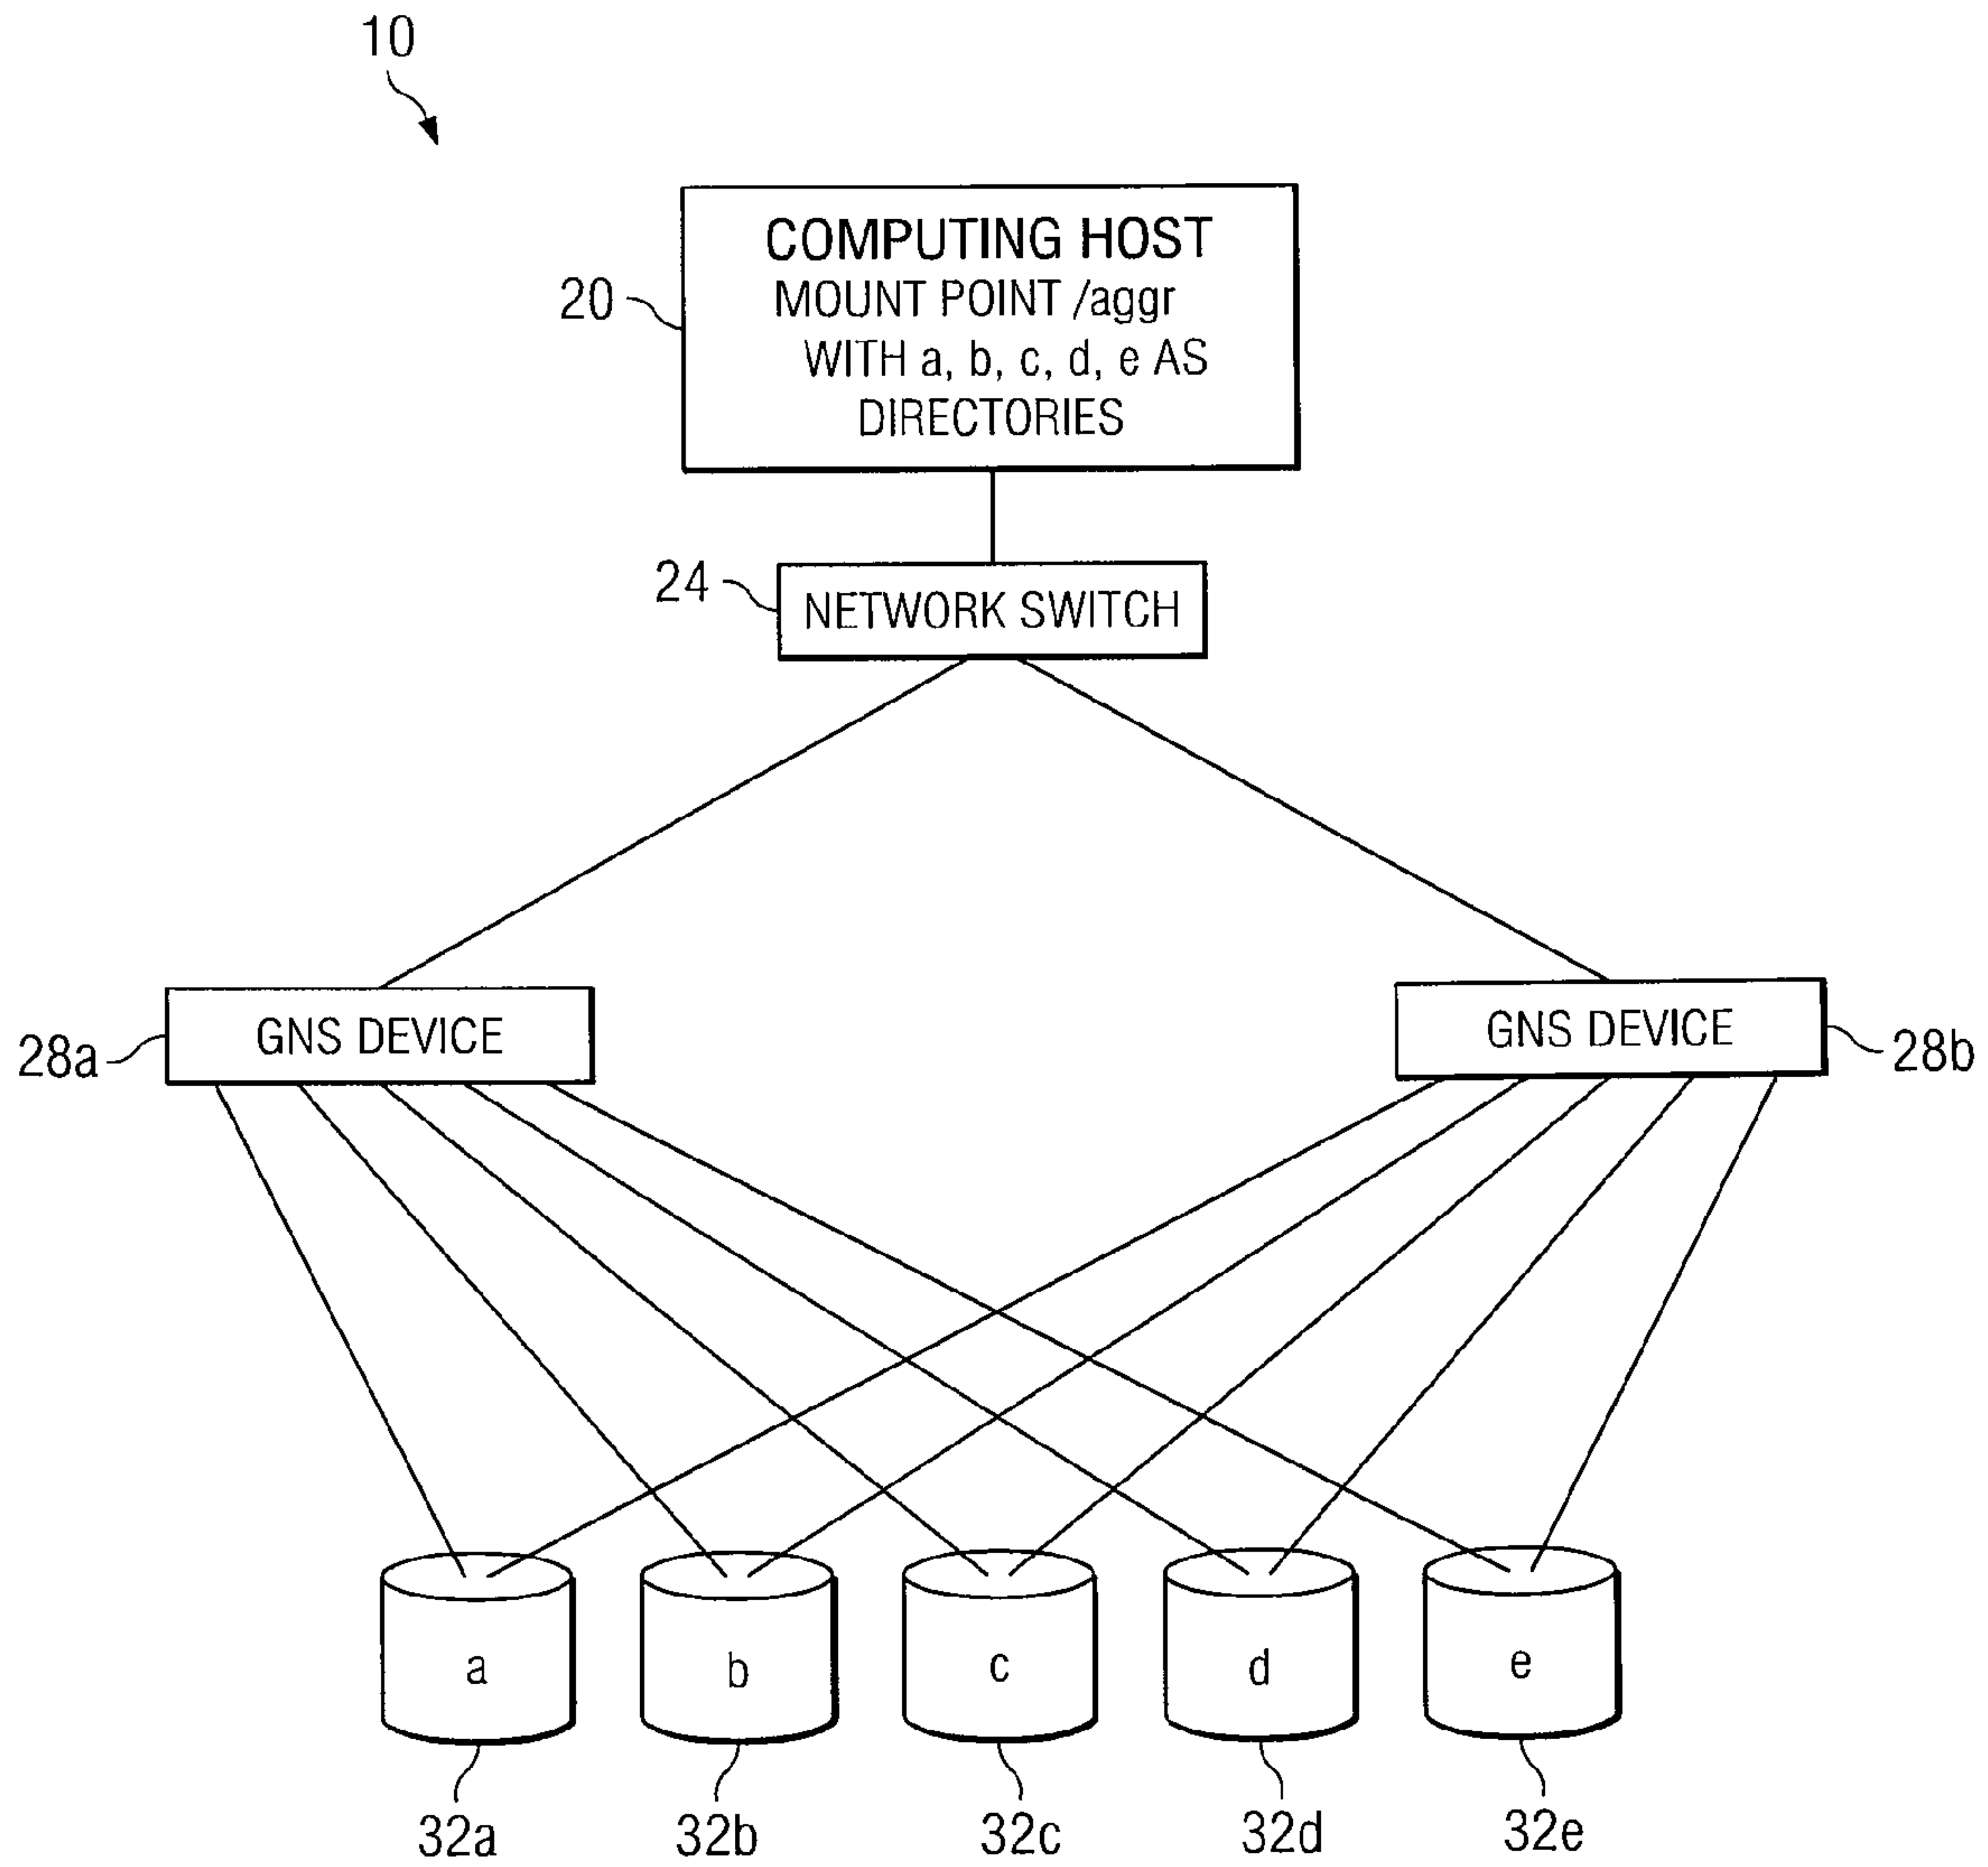 10
COMPUTING HOST
MOUNT POINT /aggr
WITH a, b, c, d, e AS
DIRECTORIES
20
24
NETWORK SWITCH
28a
GNS DEVICE
GNS DEVICE
28b
a
b
c
d
e
32a
32b
32c
32d
32e